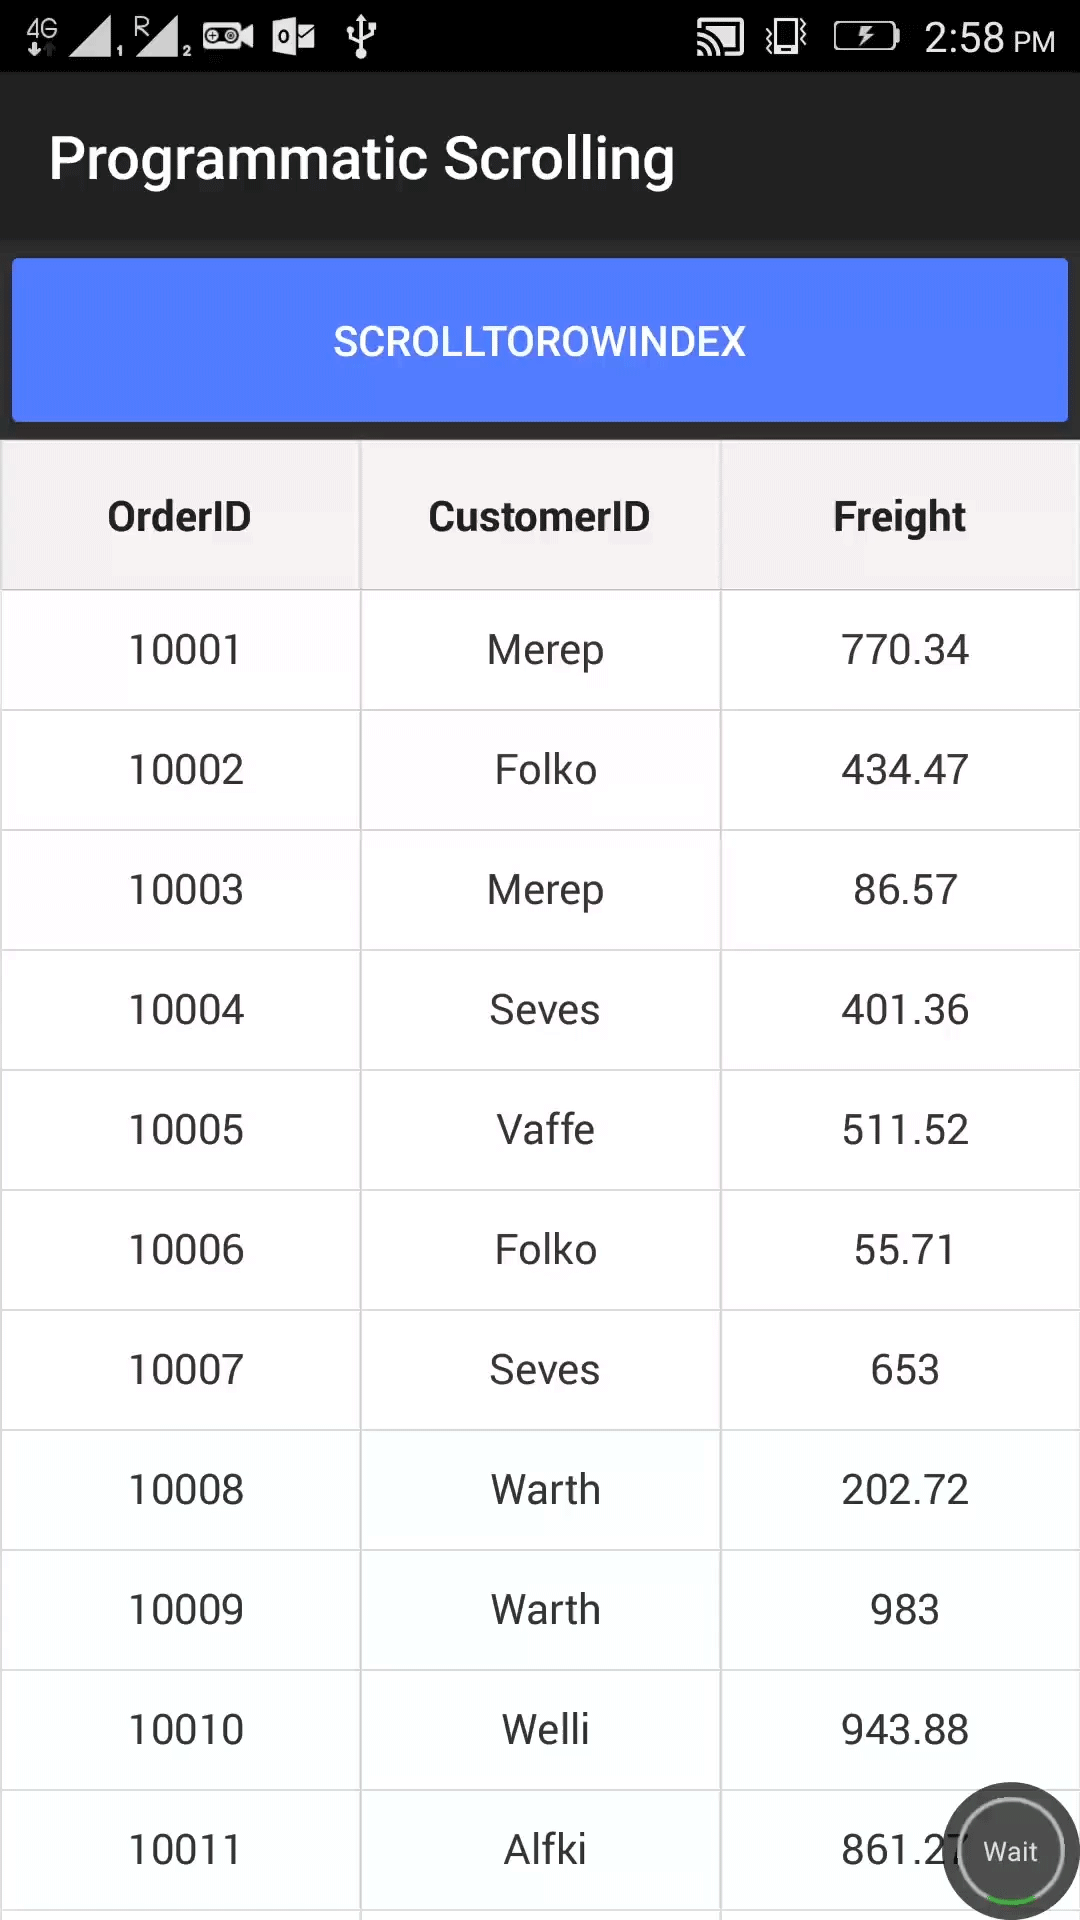 4G 1 R 2 2:58 PM
Programmatic Scrolling
SCROLLTOROWINDEX
OrderID CustomerID Freight
10001 Merep 770.34
10002 Folko 434.47
10003 Merep 86.57
10004 Seves 401.36
10005 Vaffe 511.52
10006 Folko 55.71
10007 Seves 653
10008 Warth 202.72
10009 Warth 983
10010 Welli 943.88
10011 Alfki 861.27 Wait